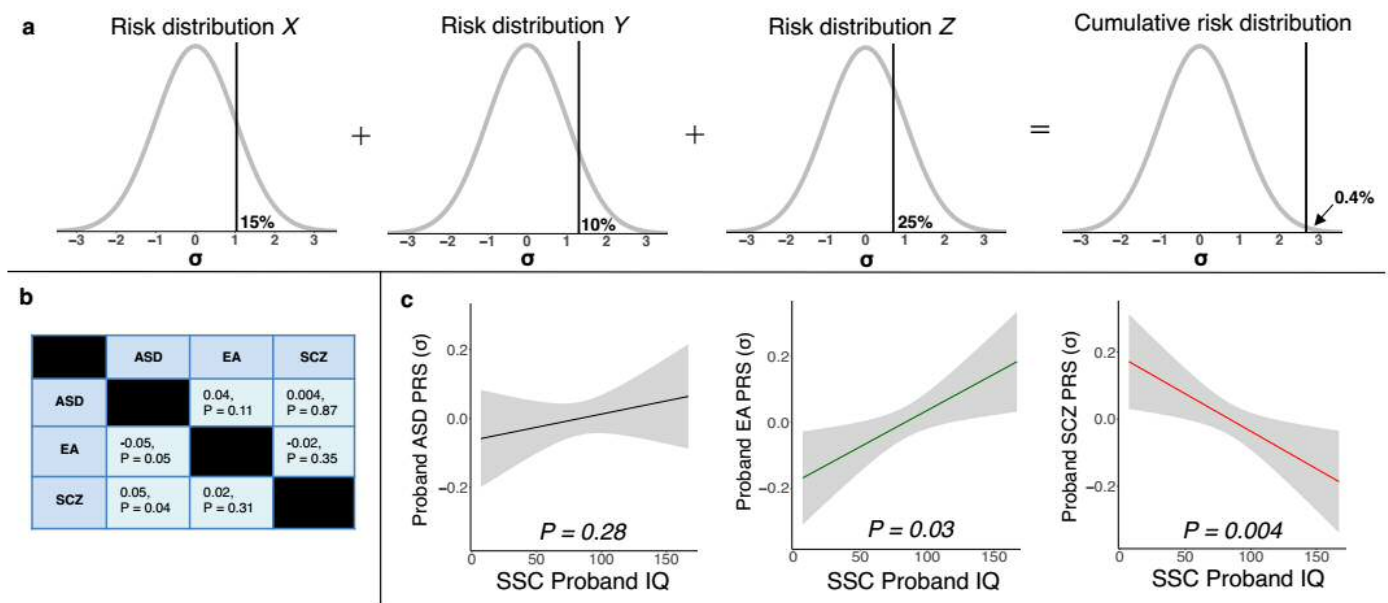 a
Risk distribution X
Risk distribution Y
Risk distribution Z
Cumulative risk distribution
+
+
=
15%
10%
25%
0.4%
−3 −2 −1 0 1 2 3
σ
−3 −2 −1 0 1 2 3
σ
−3 −2 −1 0 1 2 3
σ
−3 −2 −1 0 1 2 3
σ
b
ASD EA SCZ
ASD
0.04,
P = 0.11
0.004,
P = 0.87
EA
-0.05,
P = 0.05
-0.02,
P = 0.35
SCZ
0.05,
P = 0.04
0.02,
P = 0.31
c
Proband ASD PRS (σ)
0.2
0.0
−0.2
P = 0.28
0 50 100 150
SSC Proband IQ
Proband EA PRS (σ)
0.2
0.0
−0.2
P = 0.03
0 50 100 150
SSC Proband IQ
Proband SCZ PRS (σ)
0.2
0.0
−0.2
P = 0.004
0 50 100 150
SSC Proband IQ